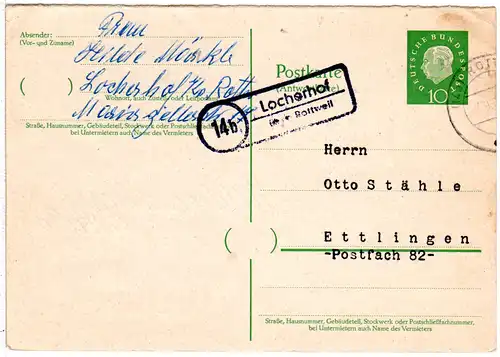 Absender:
(Vor- und Zuname)
Frau
Hilde Märkle
Locherhof Kr. Rottw
Wohnort, auch Zustell- oder Leitpostamt
Straße, Hausnummer, Gebäudeteil, Stockwerk oder Postschließfachnummer,
bei Untermietern auch Name des Vermieters
Postkarte
(Antwortkarte)
DEUTSCHE BUNDESPOST
10
14b
Locherhof
Rottweil
Herrn
Otto Stähle
Ettlingen
-Postfach 82-
Straße, Hausnummer, Gebäudeteil, Stockwerk oder Postschließfachnummer,
bei Untermietern auch Name des Vermieters